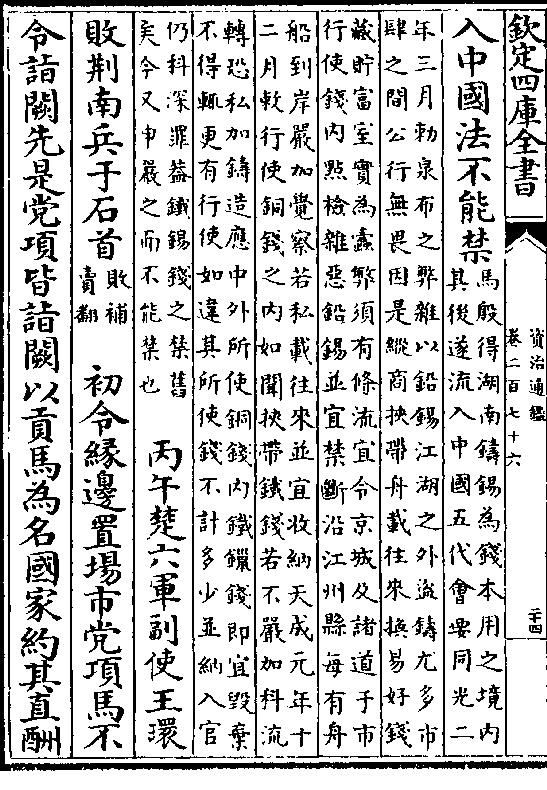 欽定四庫全書
資治通鑑
卷二百七十六
二十四
入中國法不能禁
馬殷得湖南鑄錫為錢本用之境內
其後遂流入中國五代會要同光二
年三月勅泉布之弊雜以鉛錫江湖之外盜鑄尤多市
肆之間公行無畏因是縱商挾帶舟載往來換易好錢
藏貯富室實為蠹弊須有條流宜令京城及諸道于市
行使錢內點檢雜惡鉛錫並宜禁斷沿江州縣每有舟
船到岸嚴加覺察若私載往來並宜收納天成元年十
二月敕行使銅錢之內如聞挾帶鐵錢若不嚴加科流
轉恐私加鑄造應中外所使銅錢內鐵鑞錢即宜毀棄
不得輒更有行使如違其所使錢不計多少並納入官
仍科深罪葢鐵錫錢之禁舊
矣今又申嚴之而不能禁也
丙午楚六軍副使王環
敗荆南兵于石首
敗補
賣翻
初令緣邊置場市党項馬不
令詣闕先是党項皆詣闕以貢馬為名國家約其直酬